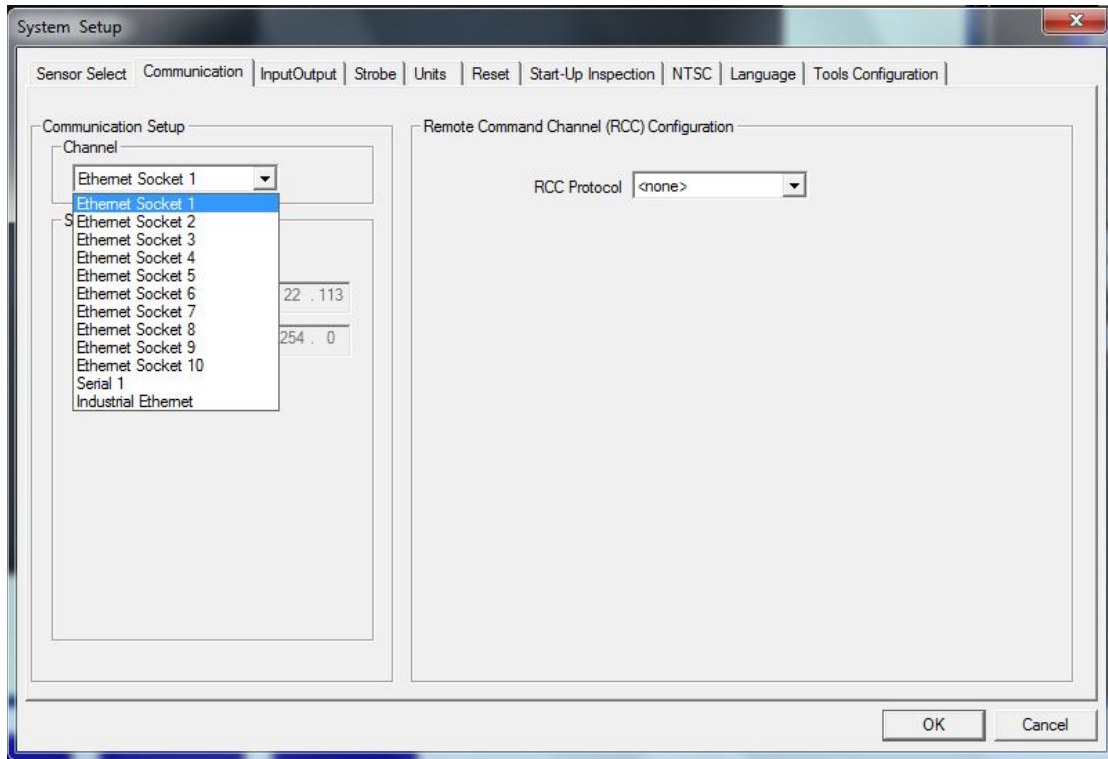 System Setup
Sensor Select Communication InputOutput Strobe Units Reset Start-Up Inspection NTSC Language Tools Configuration
Communication Setup
Channel
Ethernet Socket 1
Ethernet Socket 1
Ethernet Socket 2
Ethernet Socket 3
Ethernet Socket 4
Ethernet Socket 5
Ethernet Socket 6
Ethernet Socket 7
Ethernet Socket 8
Ethernet Socket 9
Ethernet Socket 10
Serial 1
Industrial Ethernet
22 . 113
254 . 0
Remote Command Channel (RCC) Configuration
RCC Protocol <none>
OK Cancel